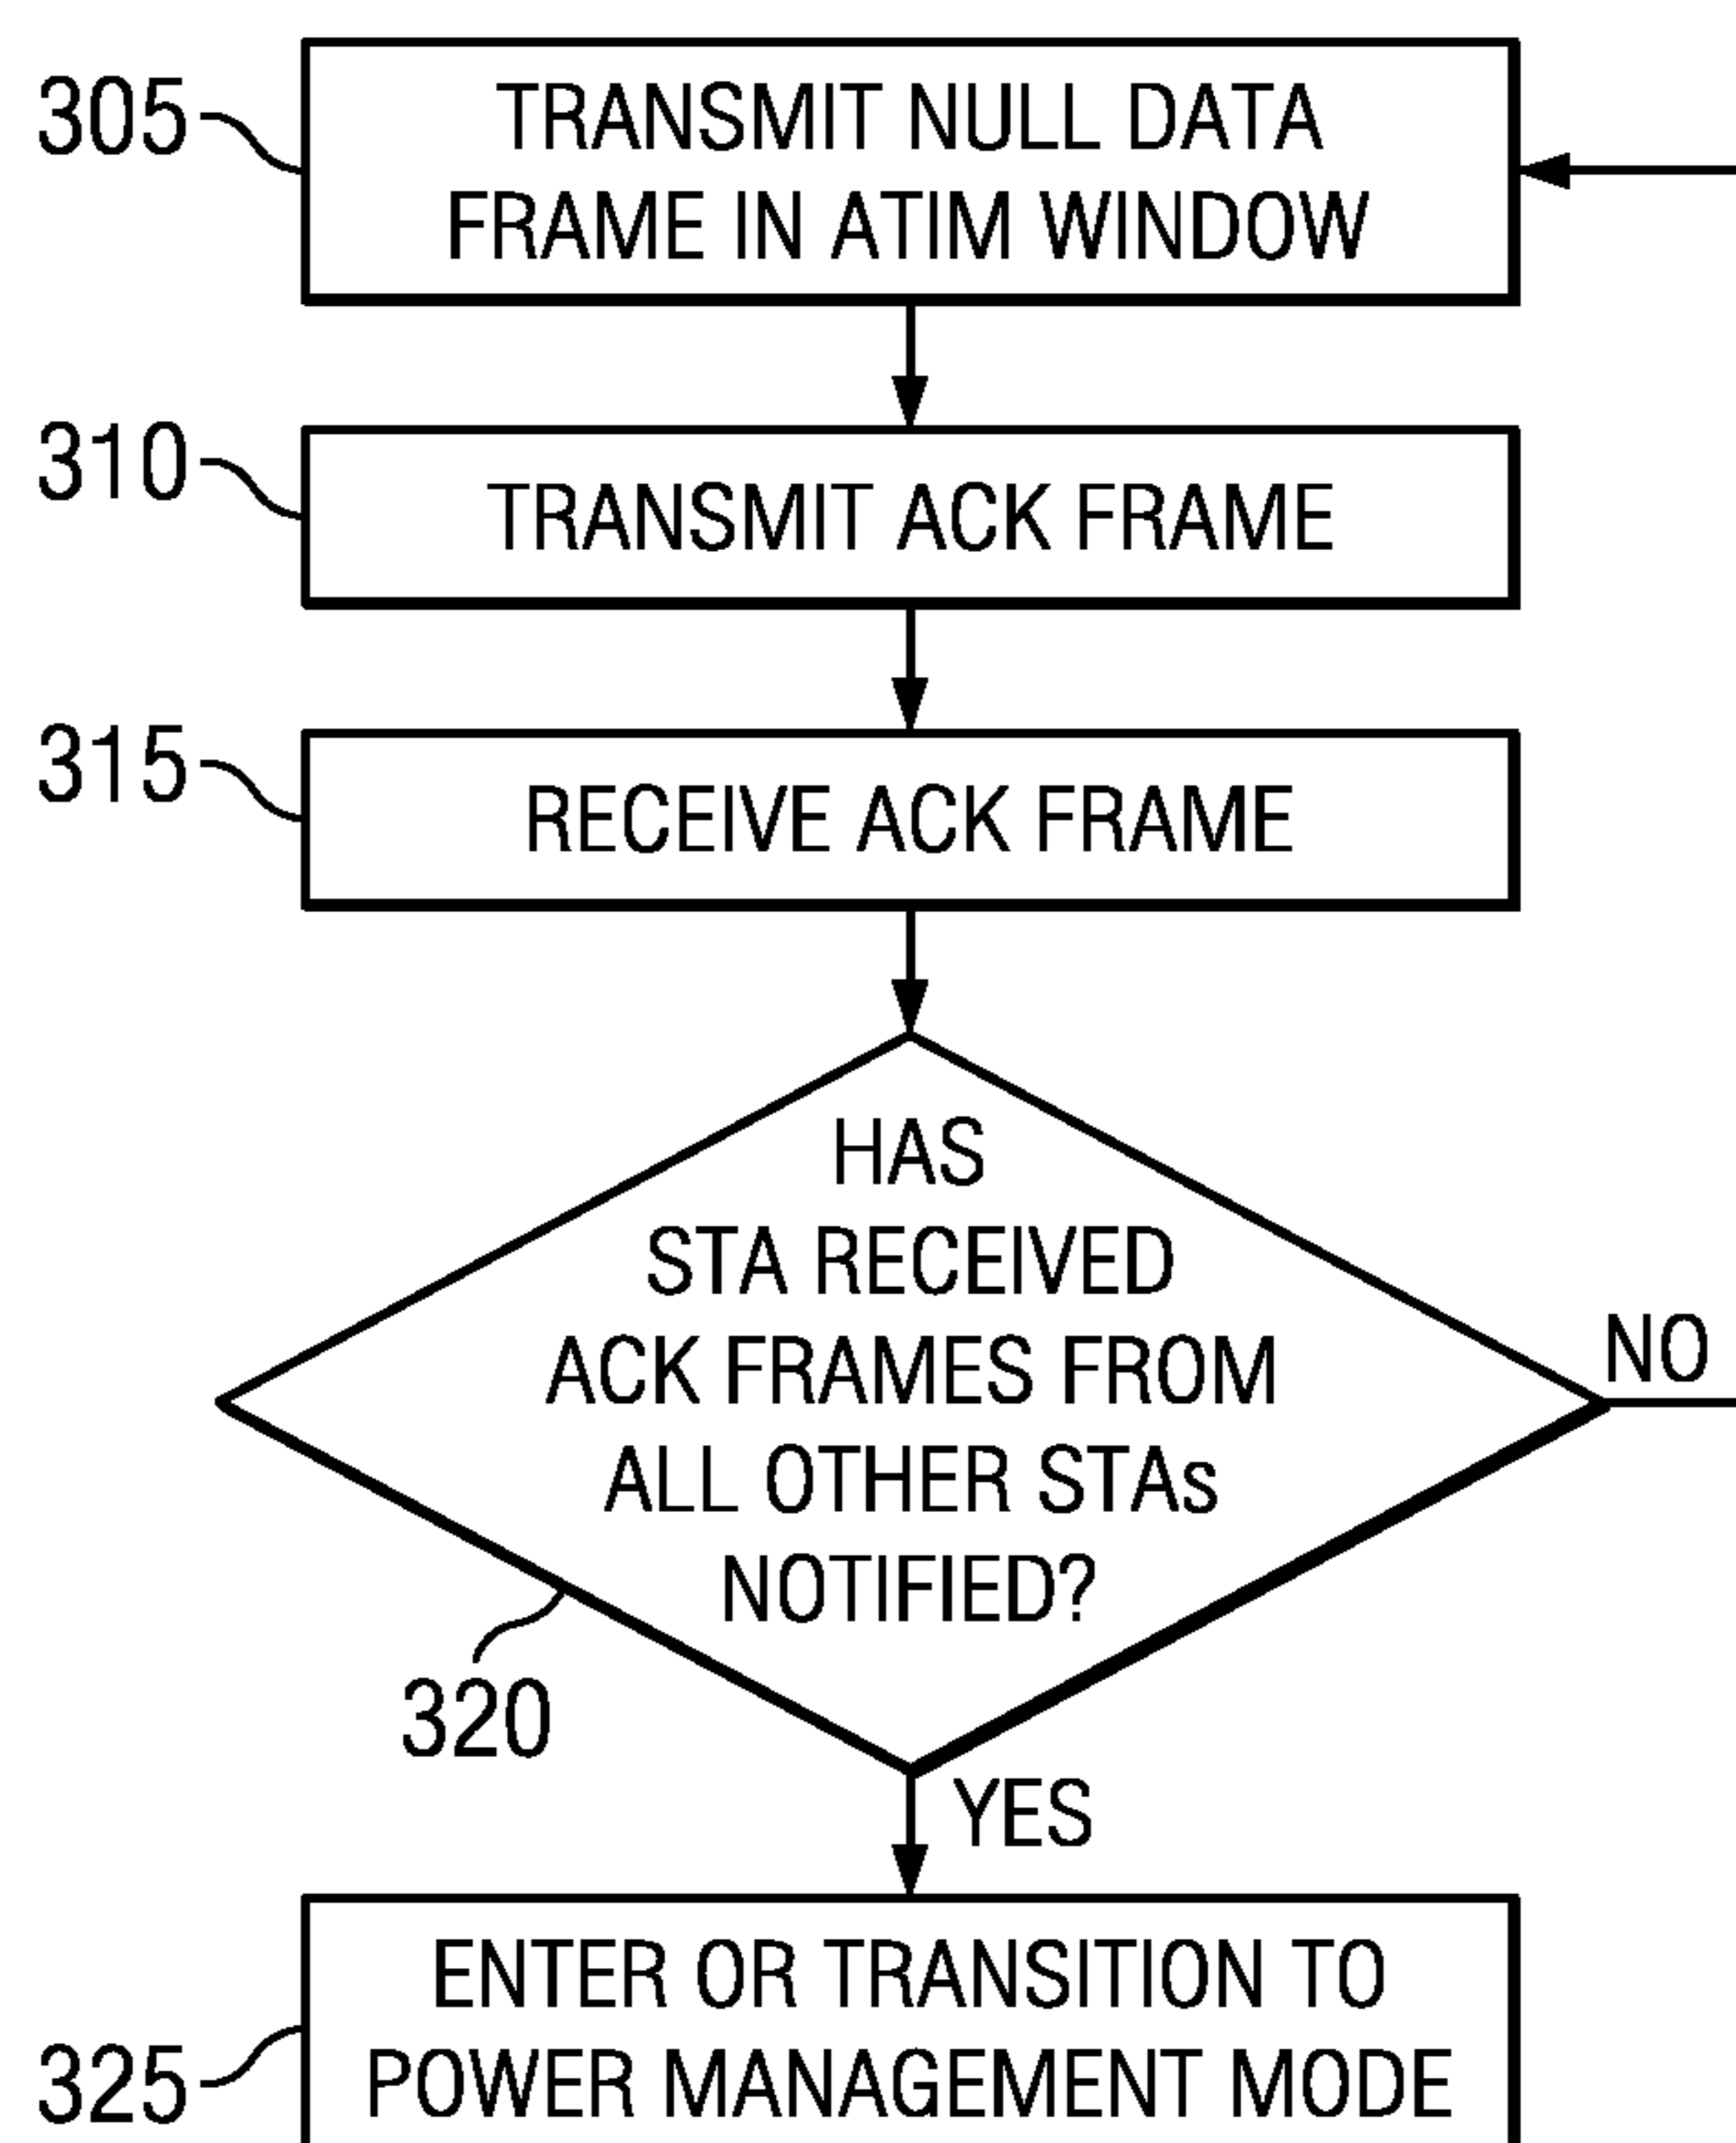 305
TRANSMIT NULL DATA
FRAME IN ATIM WINDOW
310
TRANSMIT ACK FRAME
315
RECEIVE ACK FRAME
HAS
STA RECEIVED
ACK FRAMES FROM
ALL OTHER STAs
NOTIFIED?
NO
320
YES
325
ENTER OR TRANSITION TO
POWER MANAGEMENT MODE